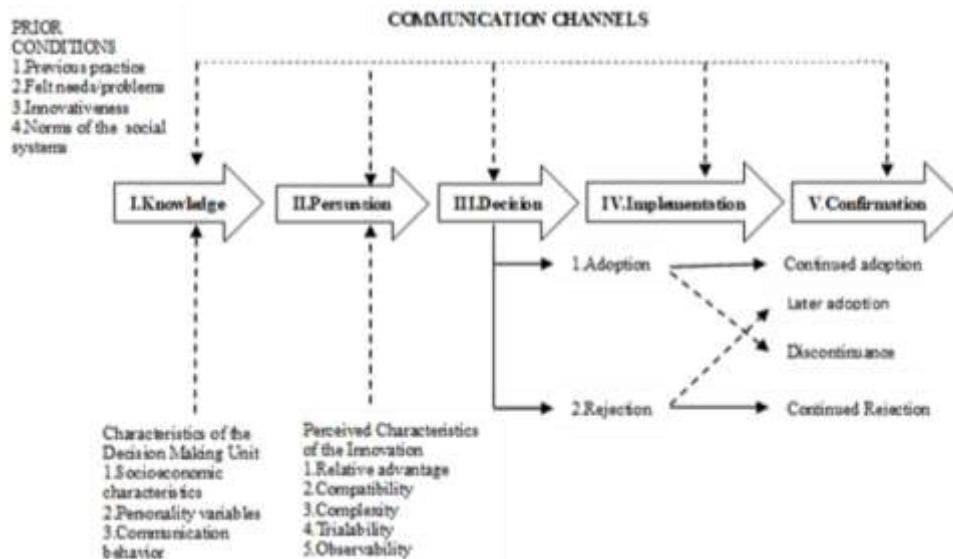 COMMUNICATION CHANNELS
PRIOR
CONDITIONS
1.Previous practice
2.Felt needs/problems
3.Innovativeness
4.Norms of the social
systems
I.Knowledge
II.Persuation
III.Decision
IV.Implementation
V.Confirmation
1.Adoption
Continued adoption
Later adoption
Discontinuance
2.Rejection
Continued Rejection
Characteristics of the
Decision Making Unit
1.Socioeconomic
characteristics
2.Personality variables
3.Communication
behavior
Perceived Characteristics
of the Innovation
1.Relative advantage
2.Compatibility
3.Complexity
4.Trialability
5.Observability